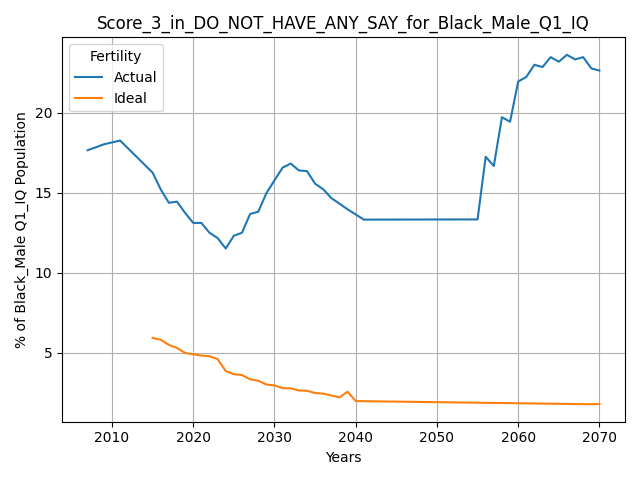 Score_3_in_DO_NOT_HAVE_ANY_SAY_for_Black_Male_Q1_IQ
Fertility
Actual
Ideal
% of Black_Male Q1_IQ Population
20
15
10
5
2010 2020 2030 2040 2050 2060 2070
Years